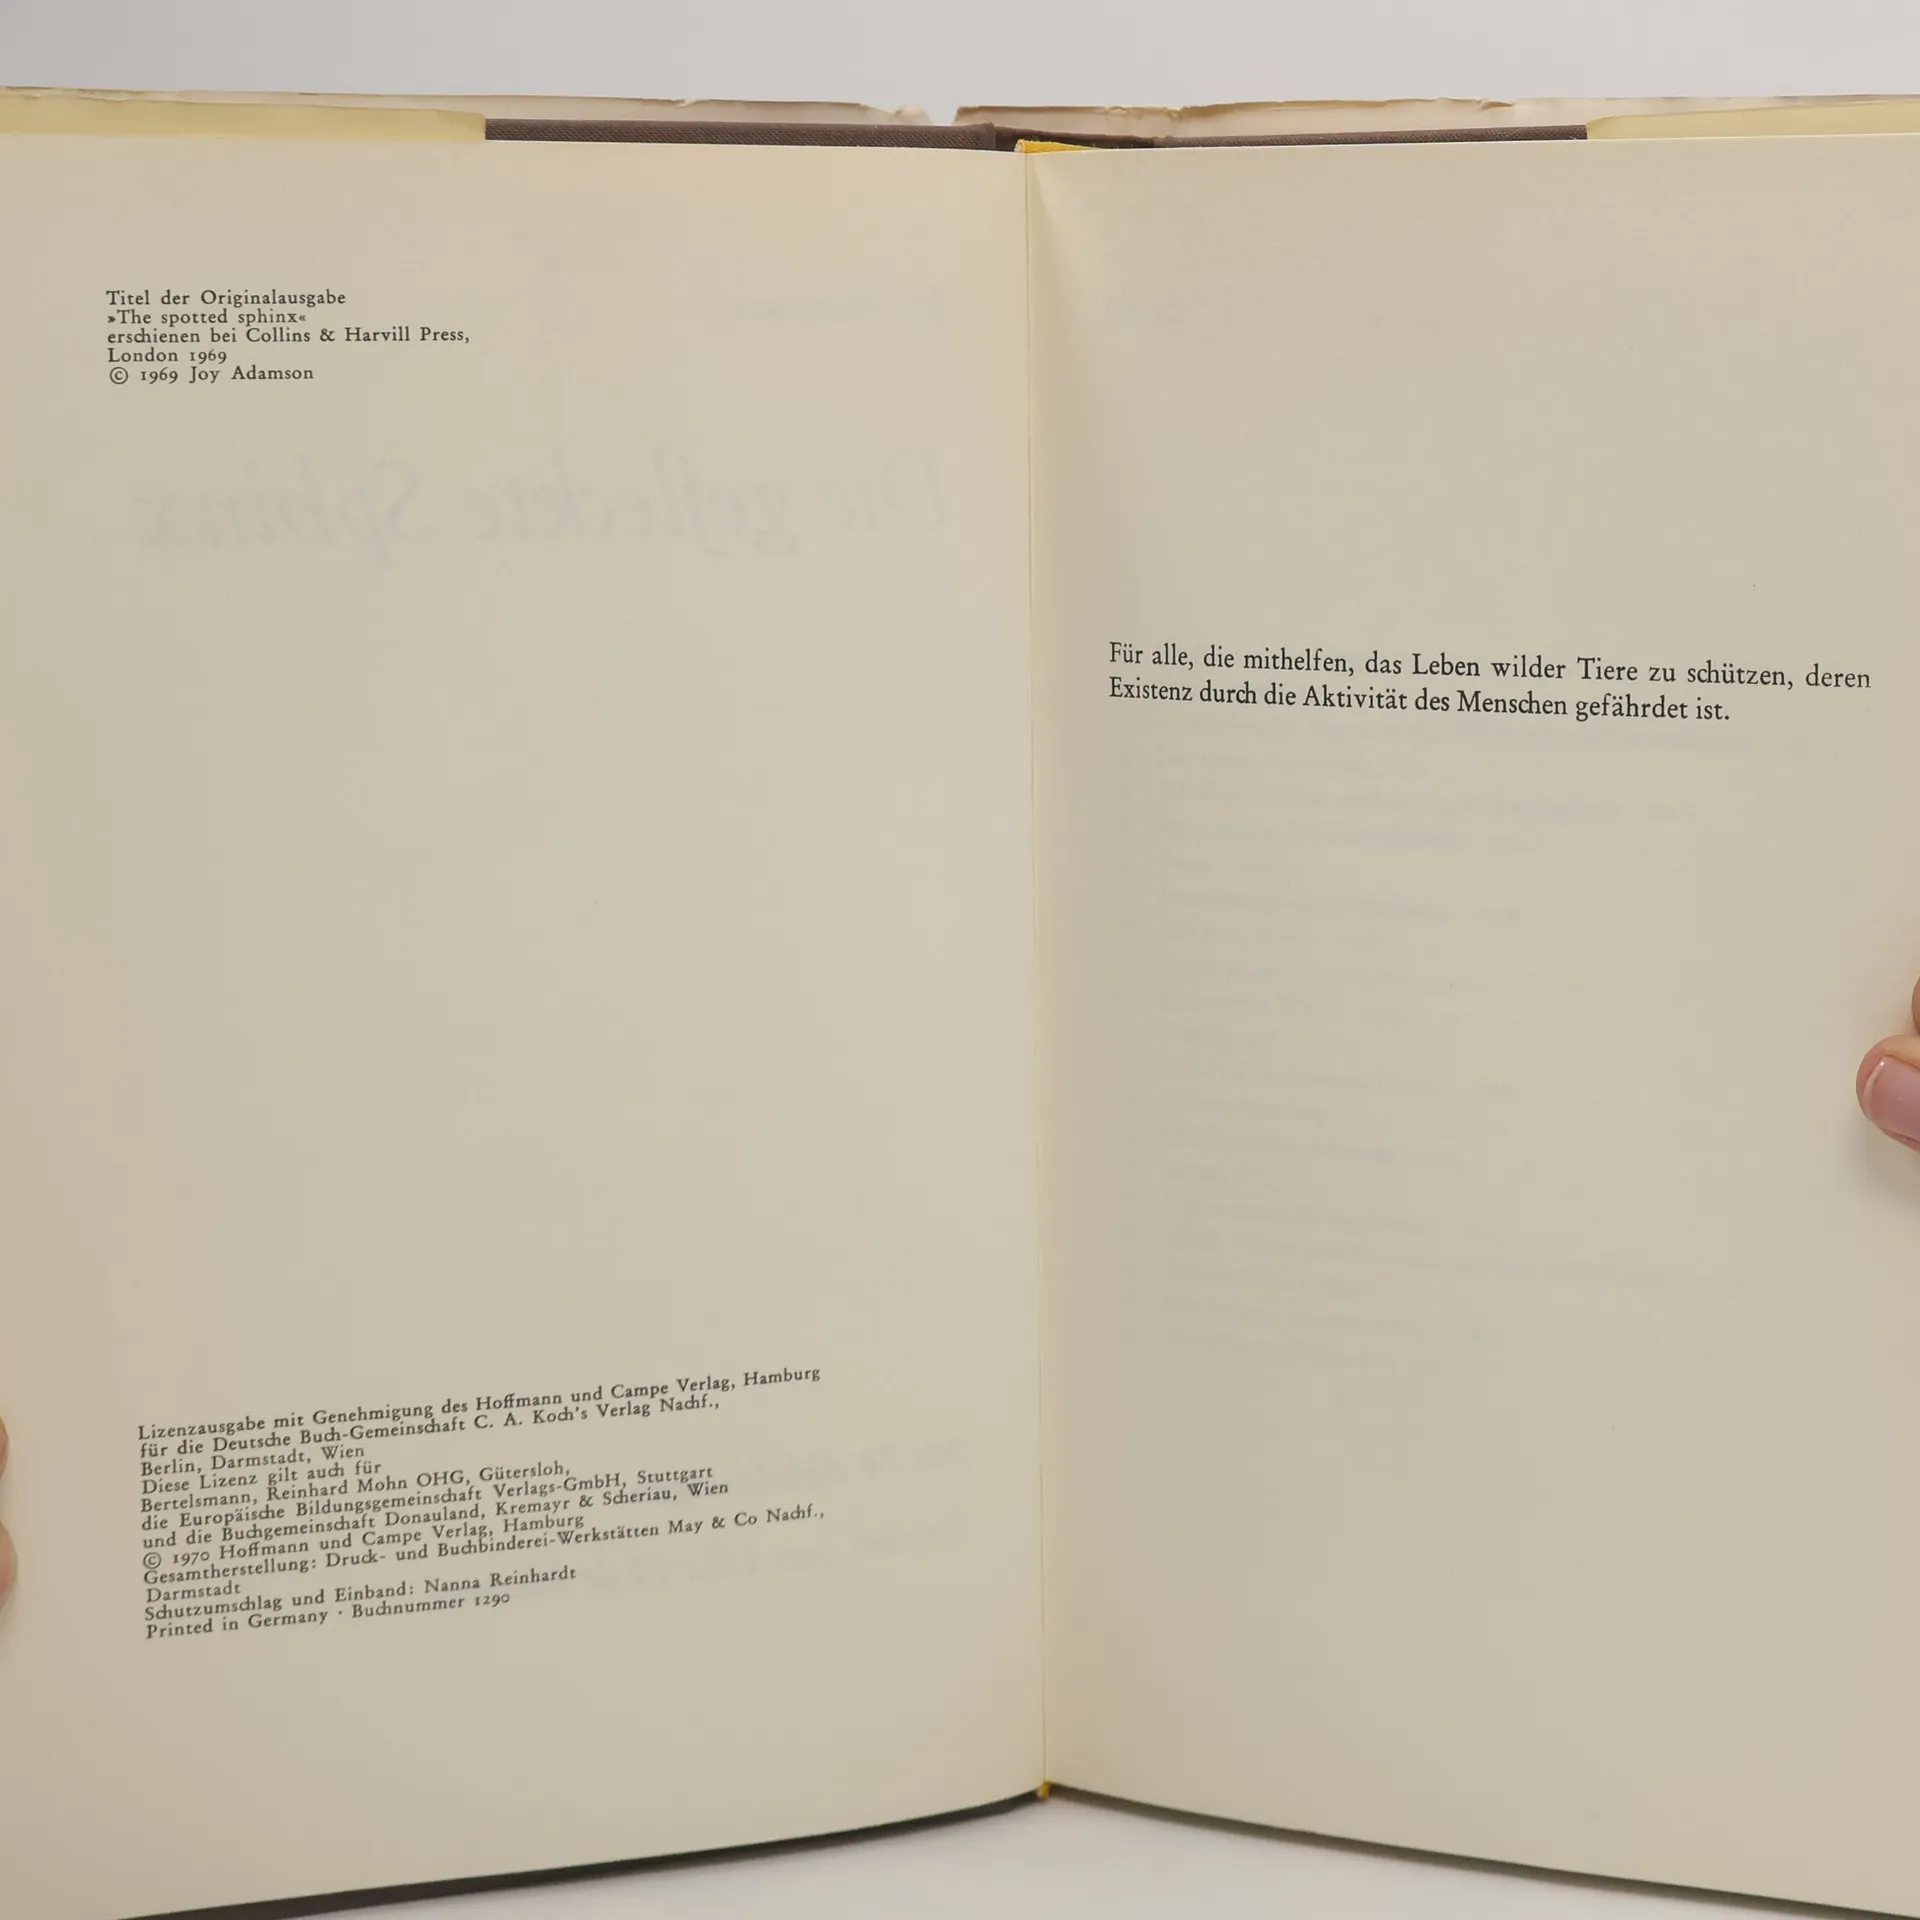 Titel der Originalausgabe
»The spotted sphinx«
erschienen bei Collins & Harvill Press,
London 1969
© 1969 Joy Adamson
Die gefleckte Sphinx
Lizenzausgabe mit Genehmigung des Hoffmann und Campe Verlag, Hamburg
für die Deutsche Buch-Gemeinschaft C. A. Koch's Verlag Nachf.,
Berlin, Darmstadt, Wien
Diese Lizenz gilt auch für
Bertelsmann, Reinhard Mohn OHG, Gütersloh,
die Europäische Bildungsgemeinschaft Verlags-GmbH, Stuttgart
und die Buchgemeinschaft Donauland, Kremayr & Scheriau, Wien
© 1970 Hoffmann und Campe Verlag, Hamburg
Gesamtherstellung: Druck- und Buchbinderei-Werkstätten May & Co Nachf.,
Darmstadt
Schutzumschlag und Einband: Nanna Reinhardt
Printed in Germany · Buchnummer 1290
Für alle, die mithelfen, das Leben wilder Tiere zu schützen, deren
Existenz durch die Aktivität des Menschen gefährdet ist.